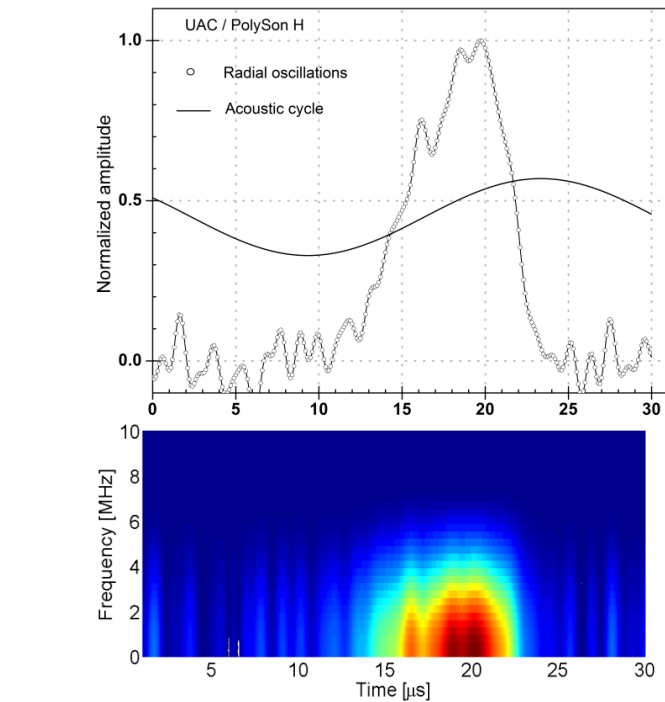 UAC / PolySon H
Radial oscillations
Acoustic cycle
Normalized amplitude
1.0
0.5
0.0
0 5 10 15 20 25 30
Frequency [MHz]
10
8
6
4
2
0
5 10 15 20 25 30
Time [µs]